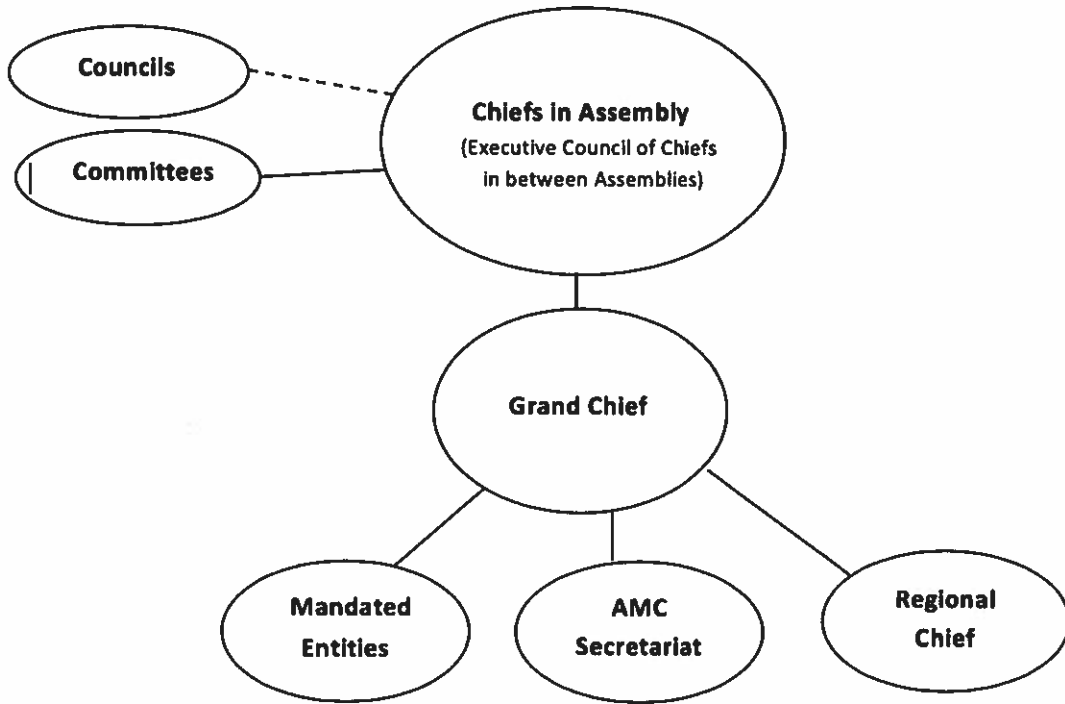 Councils
Committees
Chiefs in Assembly
(Executive Council of Chiefs
in between Assemblies)
Grand Chief
Mandated
Entities
AMC
Secretariat
Regional
Chief